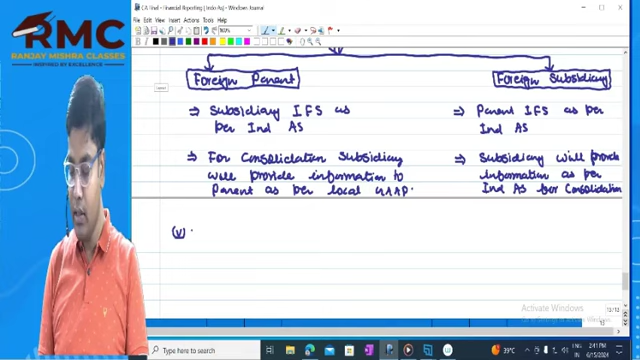 RMC
RANJAY MISHRA CLASSES
INSPIRED BY EXCELLENCE
CA Final - Financial Reporting (Indo As) - Windows Journal
File Edit View Insert Actions Tools Help
Foreign Parent
Foreign Subsidiary
⇒ Subsidiary IFS as
per Ind AS
⇒ Parent IFS as per
Ind AS
⇒ For Consolidation Subsidiary
will provide information to
Parent as per local GAAP.
⇒ Subsidiary will provide
information as per
Ind AS for Consolidation
(v)
Activate Windows
Type here to search
39°C
ENG
IN
2:41 PM
6/15/2024